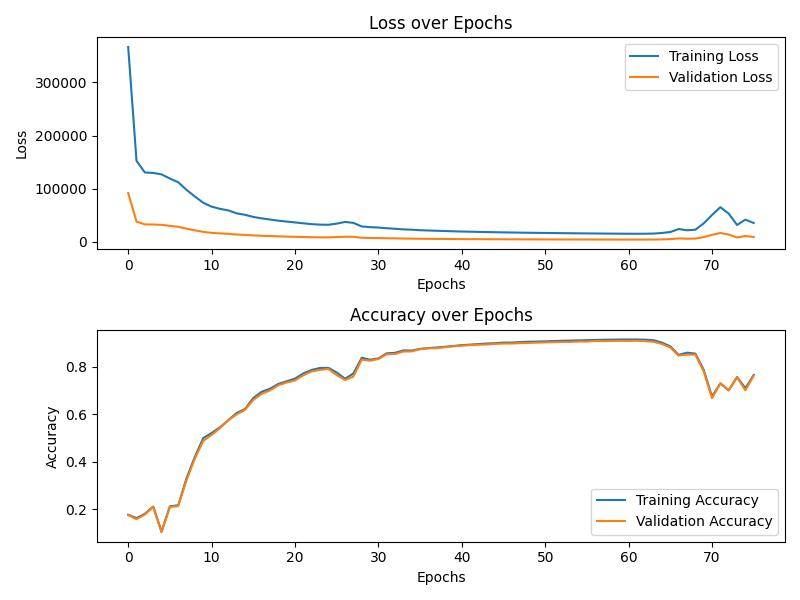 Loss over Epochs
300000
200000
100000
0
Loss
Training Loss
Validation Loss
0 10 20 30 40 50 60 70
Epochs
Accuracy over Epochs
0.8
0.6
0.4
0.2
Accuracy
Training Accuracy
Validation Accuracy
0 10 20 30 40 50 60 70
Epochs